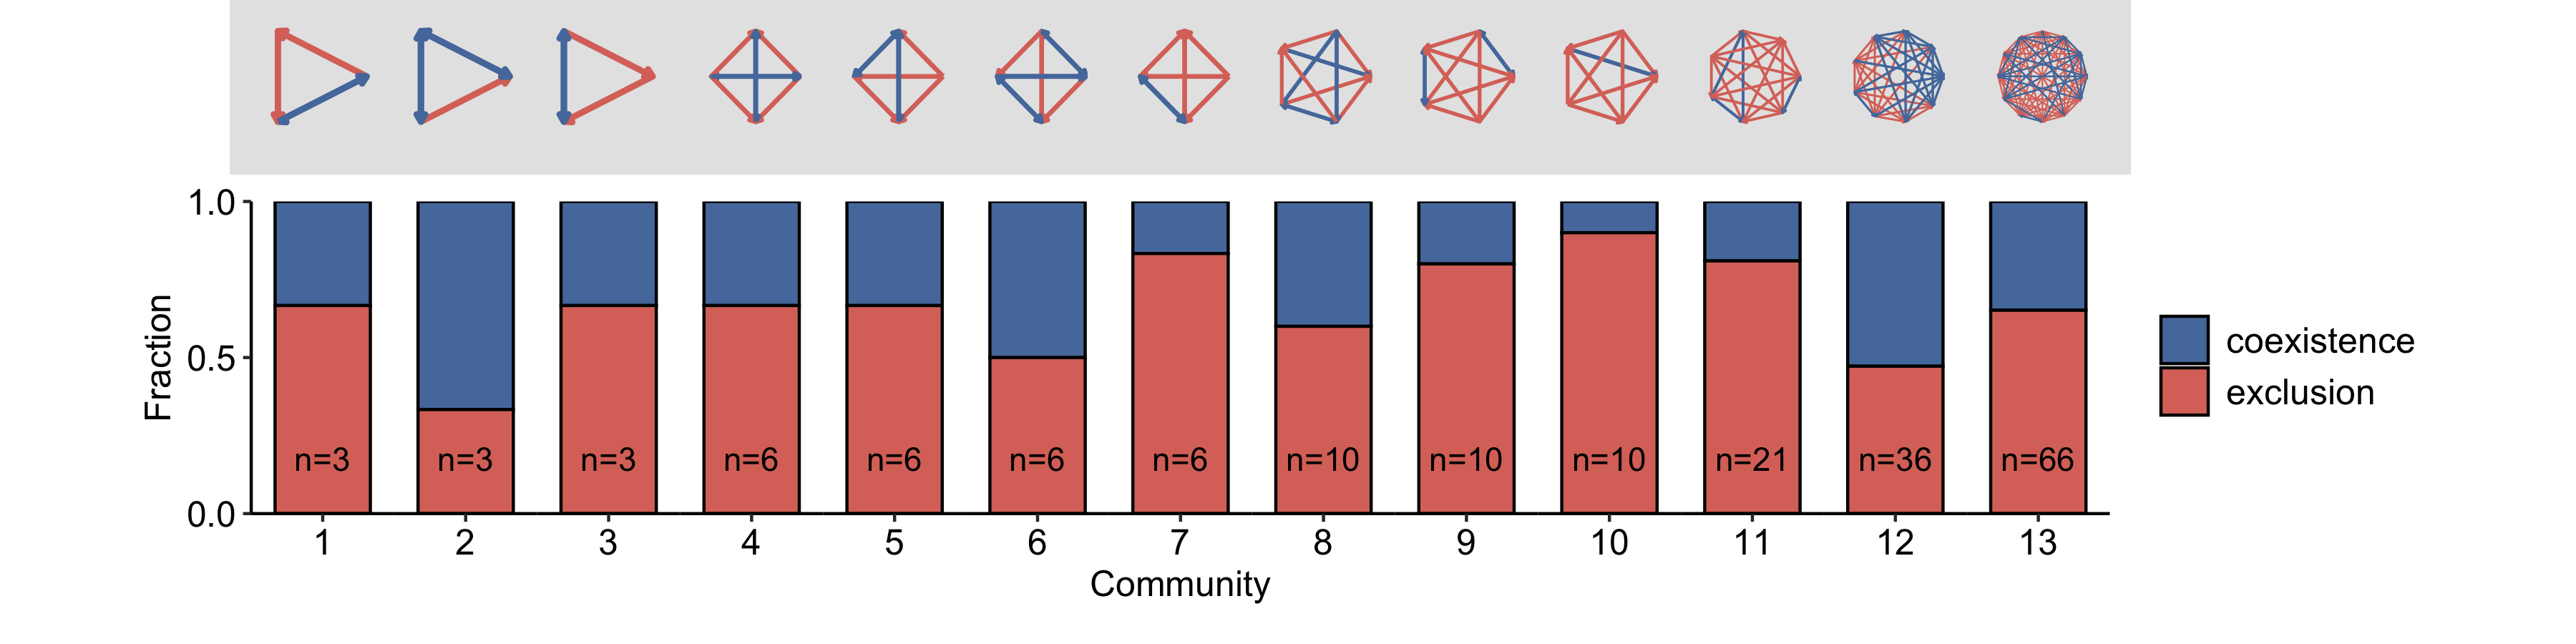 1.0
0.5
0.0
Fraction
n=3 n=3 n=3 n=6 n=6 n=6 n=6 n=10 n=10 n=10 n=21 n=36 n=66
1 2 3 4 5 6 7 8 9 10 11 12 13
Community
coexistence
exclusion